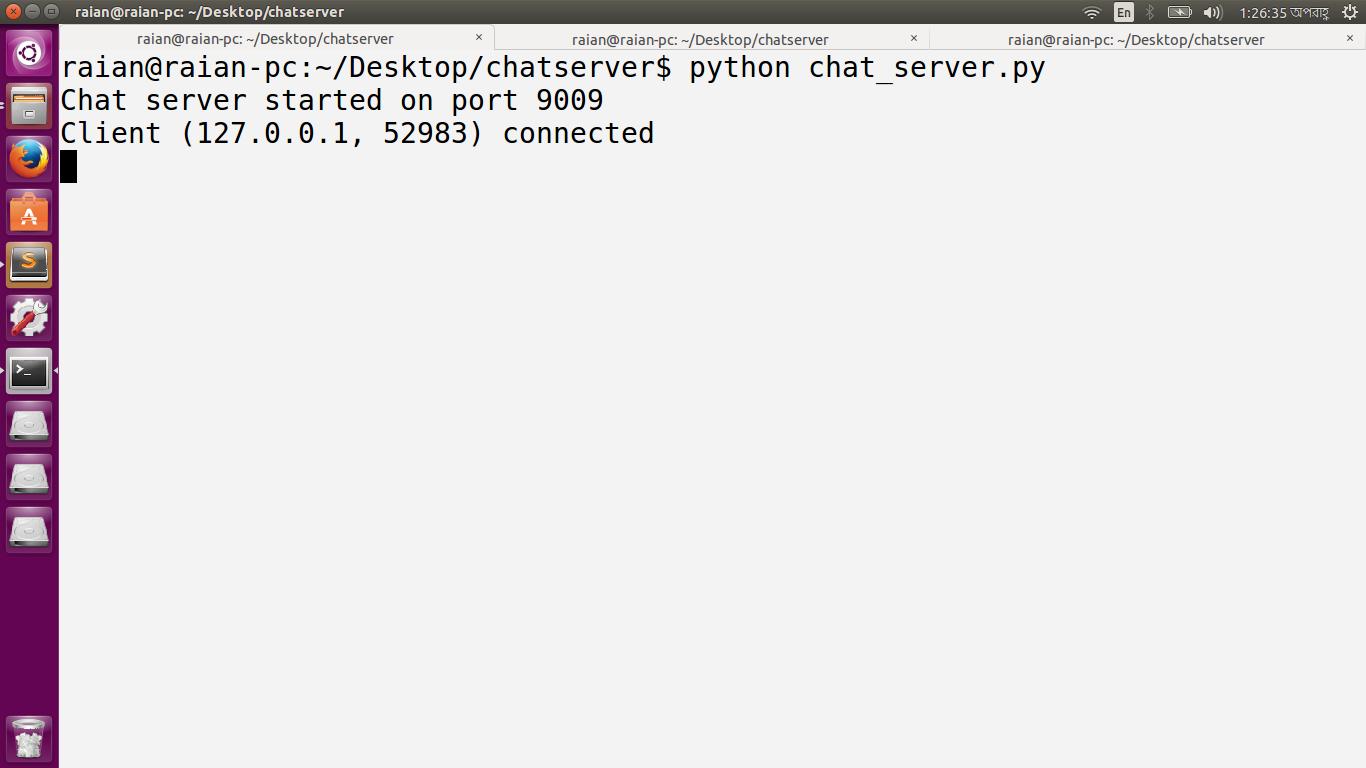 raian@raian-pc: ~/Desktop/chatserver
En
1:26:35 অপরাহ্ণ
raian@raian-pc: ~/Desktop/chatserver ×
raian@raian-pc: ~/Desktop/chatserver ×
raian@raian-pc: ~/Desktop/chatserver ×
raian@raian-pc:~/Desktop/chatserver$ python chat_server.py
Chat server started on port 9009
Client (127.0.0.1, 52983) connected